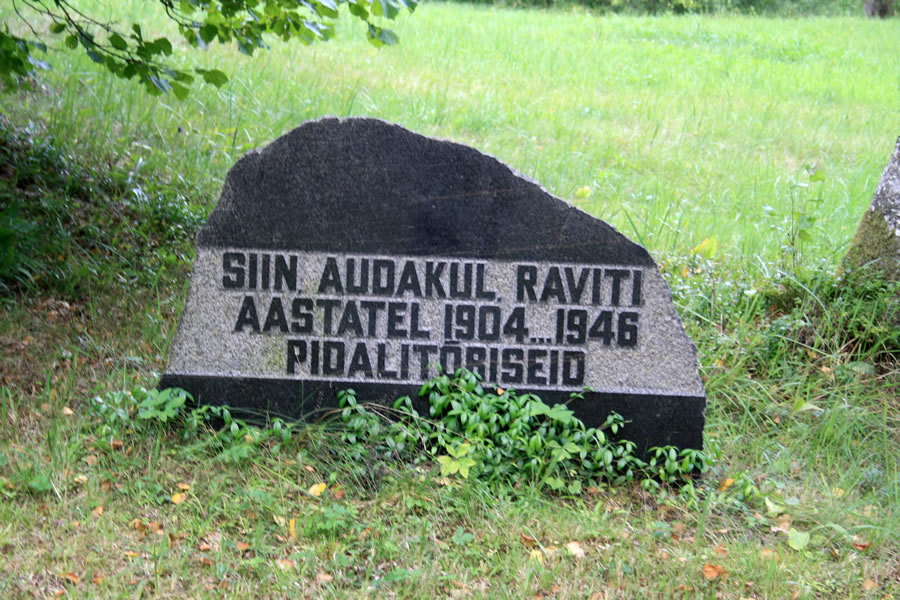 SIIN, AUDAKUL, RAVITI
AASTATEL 1904...1946
PIDALITÕBISEID